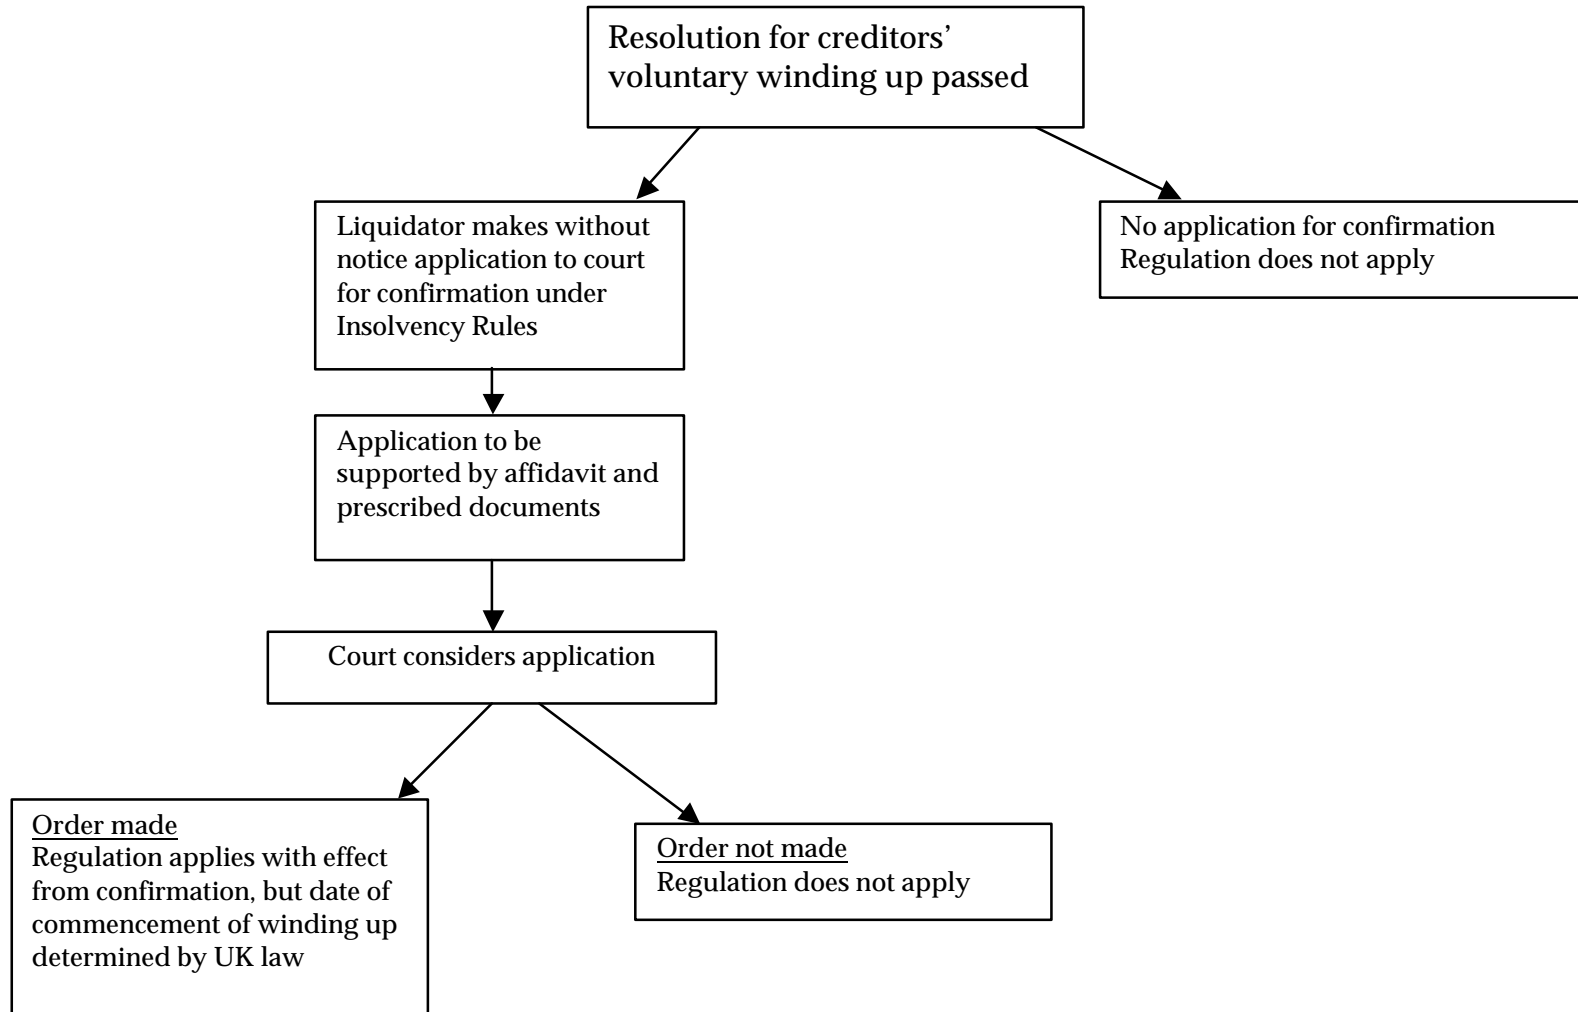 Resolution for creditors’
voluntary winding up passed
Liquidator makes without
notice application to court
for confirmation under
Insolvency Rules
No application for confirmation
Regulation does not apply
Application to be
supported by affidavit and
prescribed documents
Court considers application
Order made
Regulation applies with effect
from confirmation, but date of
commencement of winding up
determined by UK law
Order not made
Regulation does not apply